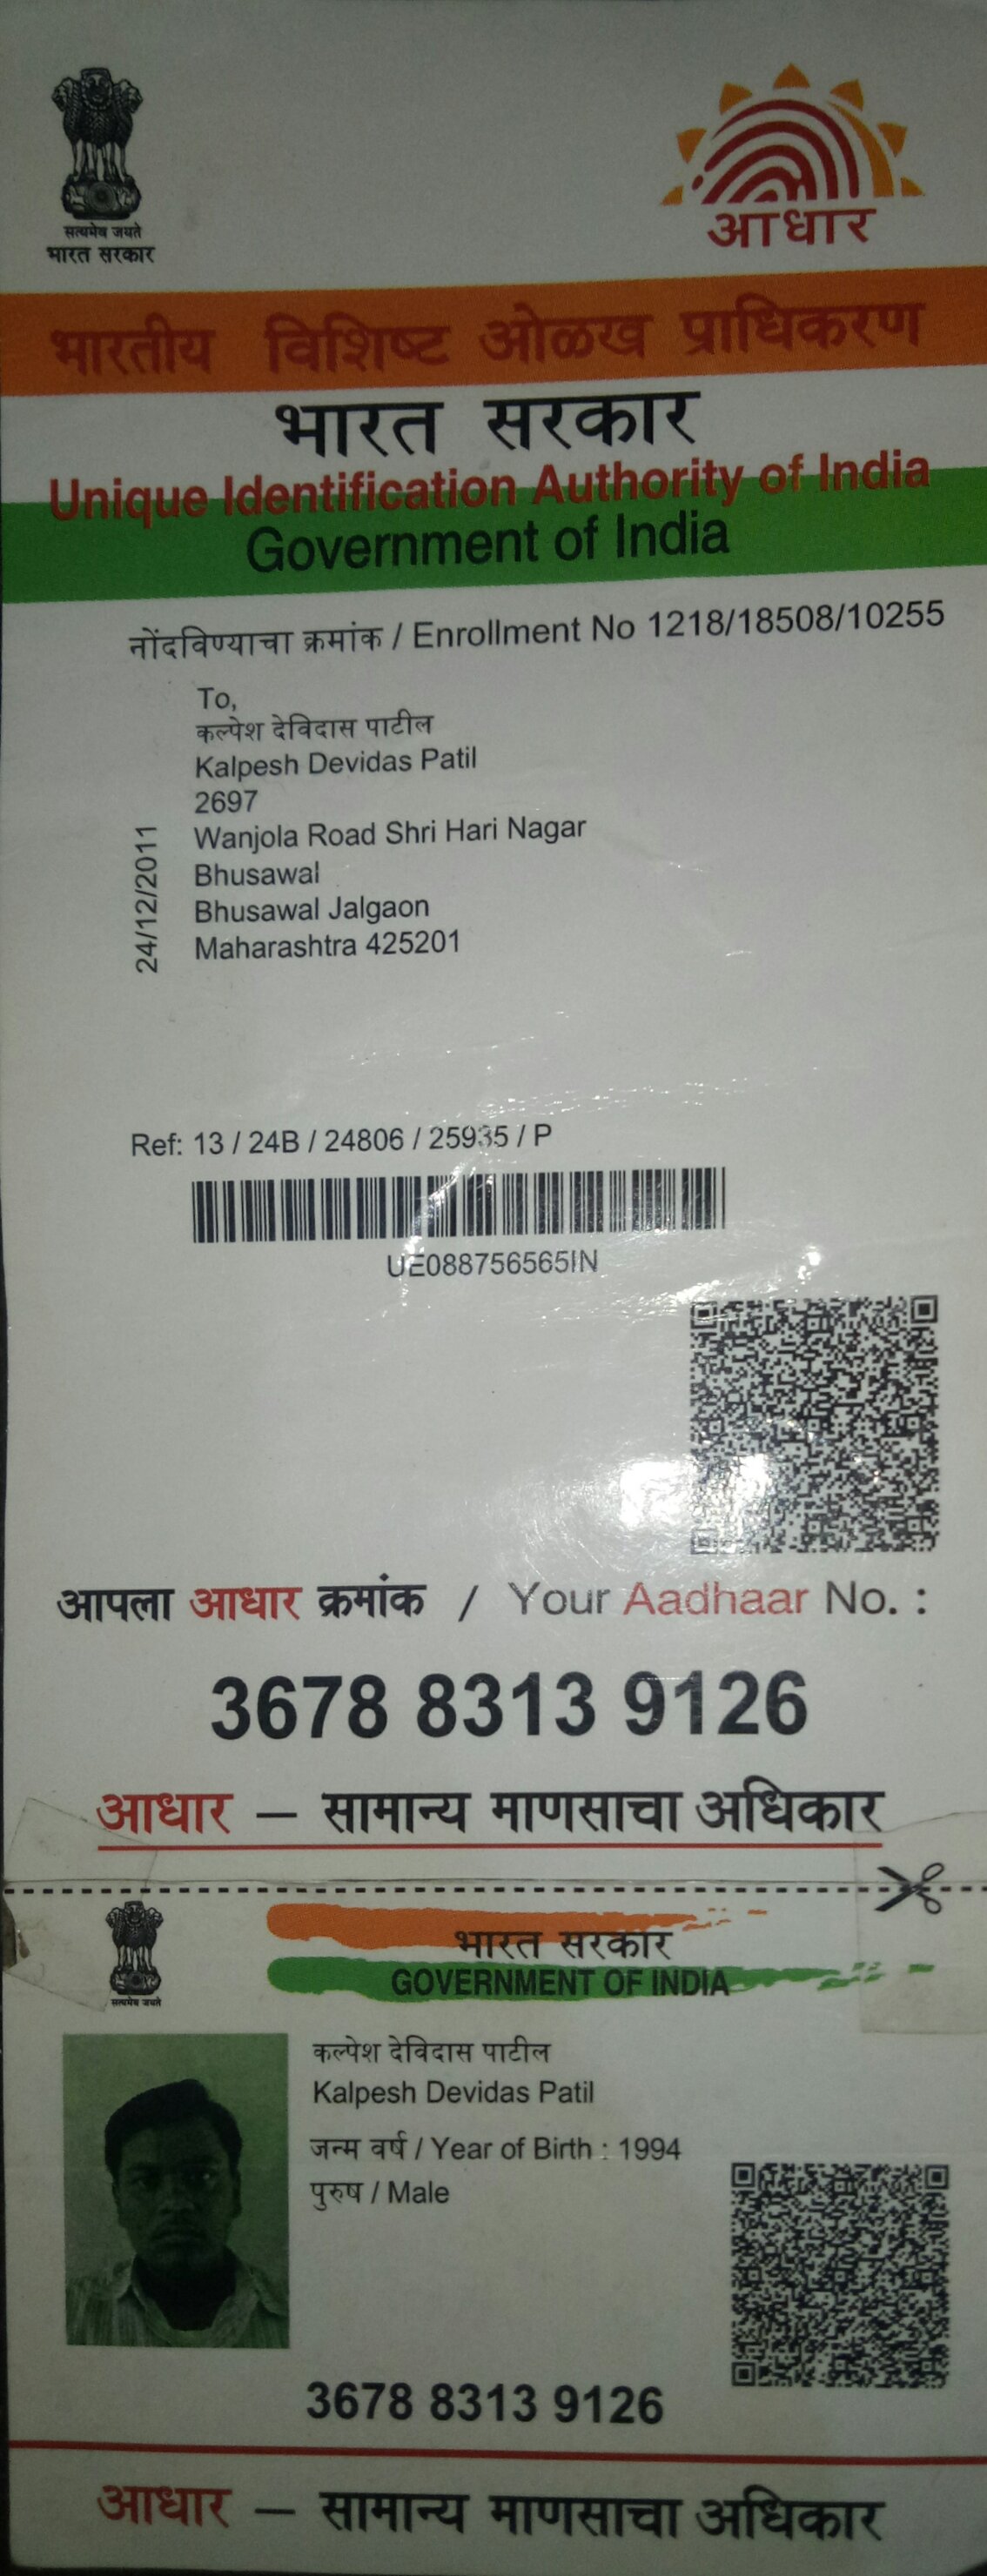 सत्यमेव जयते
भारत सरकार
आधार
भारतीय विशिष्ट ओळख प्राधिकरण
भारत सरकार
Unique Identification Authority of India
Government of India
नोंदविण्याचा क्रमांक / Enrollment No 1218/18508/10255
To,
कल्पेश देविदास पाटील
Kalpesh Devidas Patil
2697
Wanjola Road Shri Hari Nagar
Bhusawal
Bhusawal Jalgaon
Maharashtra 425201
24/12/2011
Ref: 13 / 24B / 24806 / 25935 / P
UE088756565IN
आपला आधार क्रमांक / Your Aadhaar No. :
3678 8313 9126
आधार — सामान्य माणसाचा अधिकार
सत्यमेव जयते
भारत सरकार
GOVERNMENT OF INDIA
कल्पेश देविदास पाटील
Kalpesh Devidas Patil
जन्म वर्ष / Year of Birth : 1994
पुरुष / Male
3678 8313 9126
आधार — सामान्य माणसाचा अधिकार